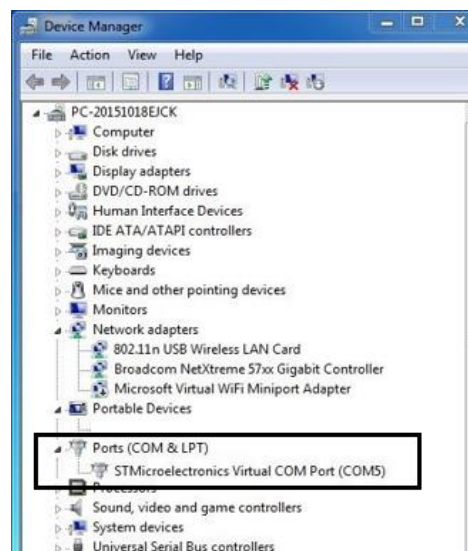 Device Manager
File Action View Help
PC-20151018EJCK
Computer
Disk drives
Display adapters
DVD/CD-ROM drives
Human Interface Devices
IDE ATA/ATAPI controllers
Imaging devices
Keyboards
Mice and other pointing devices
Monitors
Network adapters
802.11n USB Wireless LAN Card
Broadcom NetXtreme 57xx Gigabit Controller
Microsoft Virtual WiFi Miniport Adapter
Portable Devices
Ports (COM & LPT)
STMicroelectronics Virtual COM Port (COM5)
Processors
Sound, video and game controllers
System devices
Universal Serial Bus controllers